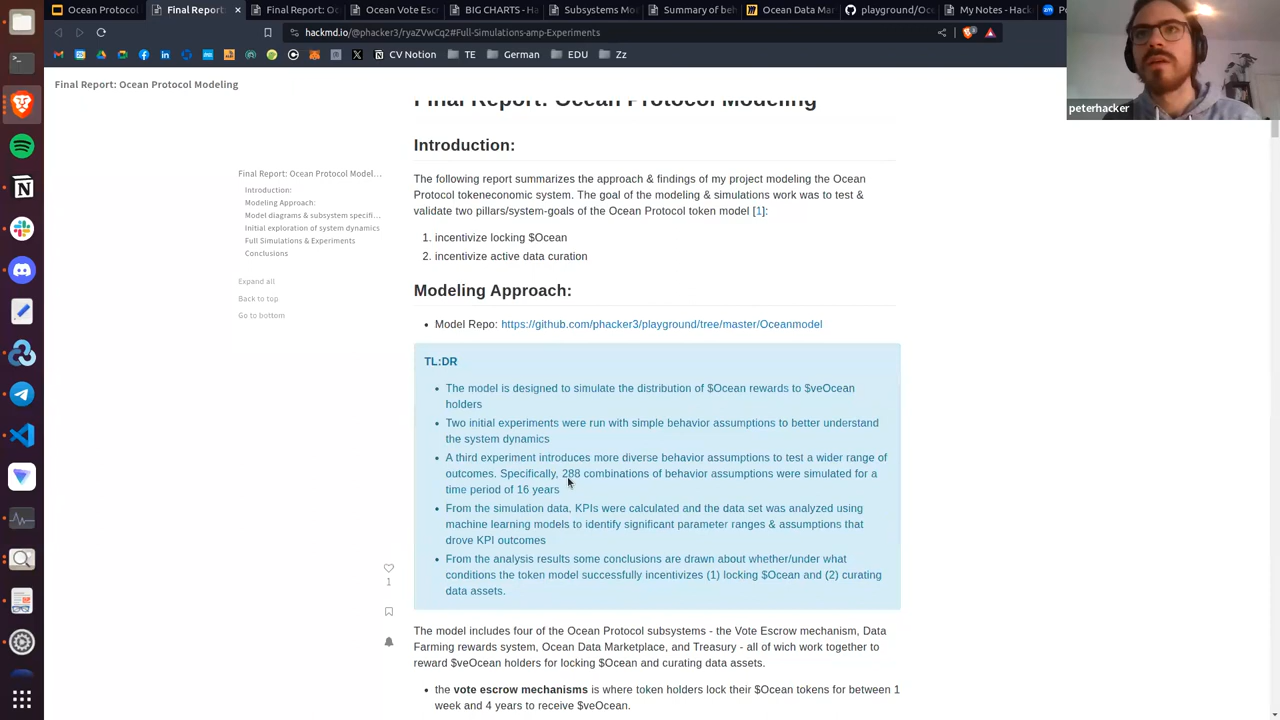 Ocean Protocol
Final Report:
Final Report: Oc
Ocean Vote Esc
BIG CHARTS - Ha
Subsystems Mo
Summary of beh
Ocean Data Mar
playground/Oce
My Notes - Hack
Po
hackmd.io/@phacker3/ryaZVwCq2#Full-Simulations-amp-Experiments
CV Notion
TE
German
EDU
Zz
peterhacker
Final Report: Ocean Protocol Modeling
Final Report: Ocean Protocol Modeling
Introduction:
The following report summarizes the approach & findings of my project modeling the Ocean
Protocol tokeneconomic system. The goal of the modeling & simulations work was to test &
validate two pillars/system-goals of the Ocean Protocol token model [1]:
1. incentivize locking $Ocean
2. incentivize active data curation
Final Report: Ocean Protocol Model...
Introduction:
Modeling Approach:
Model diagrams & subsystem specifi...
Initial exploration of system dynamics
Full Simulations & Experiments
Conclusions
Expand all
Back to top
Go to bottom
Modeling Approach:
• Model Repo: https://github.com/phacker3/playground/tree/master/Oceanmodel
TL:DR
• The model is designed to simulate the distribution of $Ocean rewards to $veOcean
holders
• Two initial experiments were run with simple behavior assumptions to better understand
the system dynamics
• A third experiment introduces more diverse behavior assumptions to test a wider range of
outcomes. Specifically, 288 combinations of behavior assumptions were simulated for a
time period of 16 years
• From the simulation data, KPIs were calculated and the data set was analyzed using
machine learning models to identify significant parameter ranges & assumptions that
drove KPI outcomes
• From the analysis results some conclusions are drawn about whether/under what
conditions the token model successfully incentivizes (1) locking $Ocean and (2) curating
data assets.
1
The model includes four of the Ocean Protocol subsystems - the Vote Escrow mechanism, Data
Farming rewards system, Ocean Data Marketplace, and Treasury - all of wich work together to
reward $veOcean holders for locking $Ocean and curating data assets.
• the vote escrow mechanisms is where token holders lock their $Ocean tokens for between 1
week and 4 years to receive $veOcean.